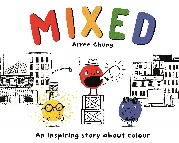 MIXED
Arree Chung
An inspiring story about colour